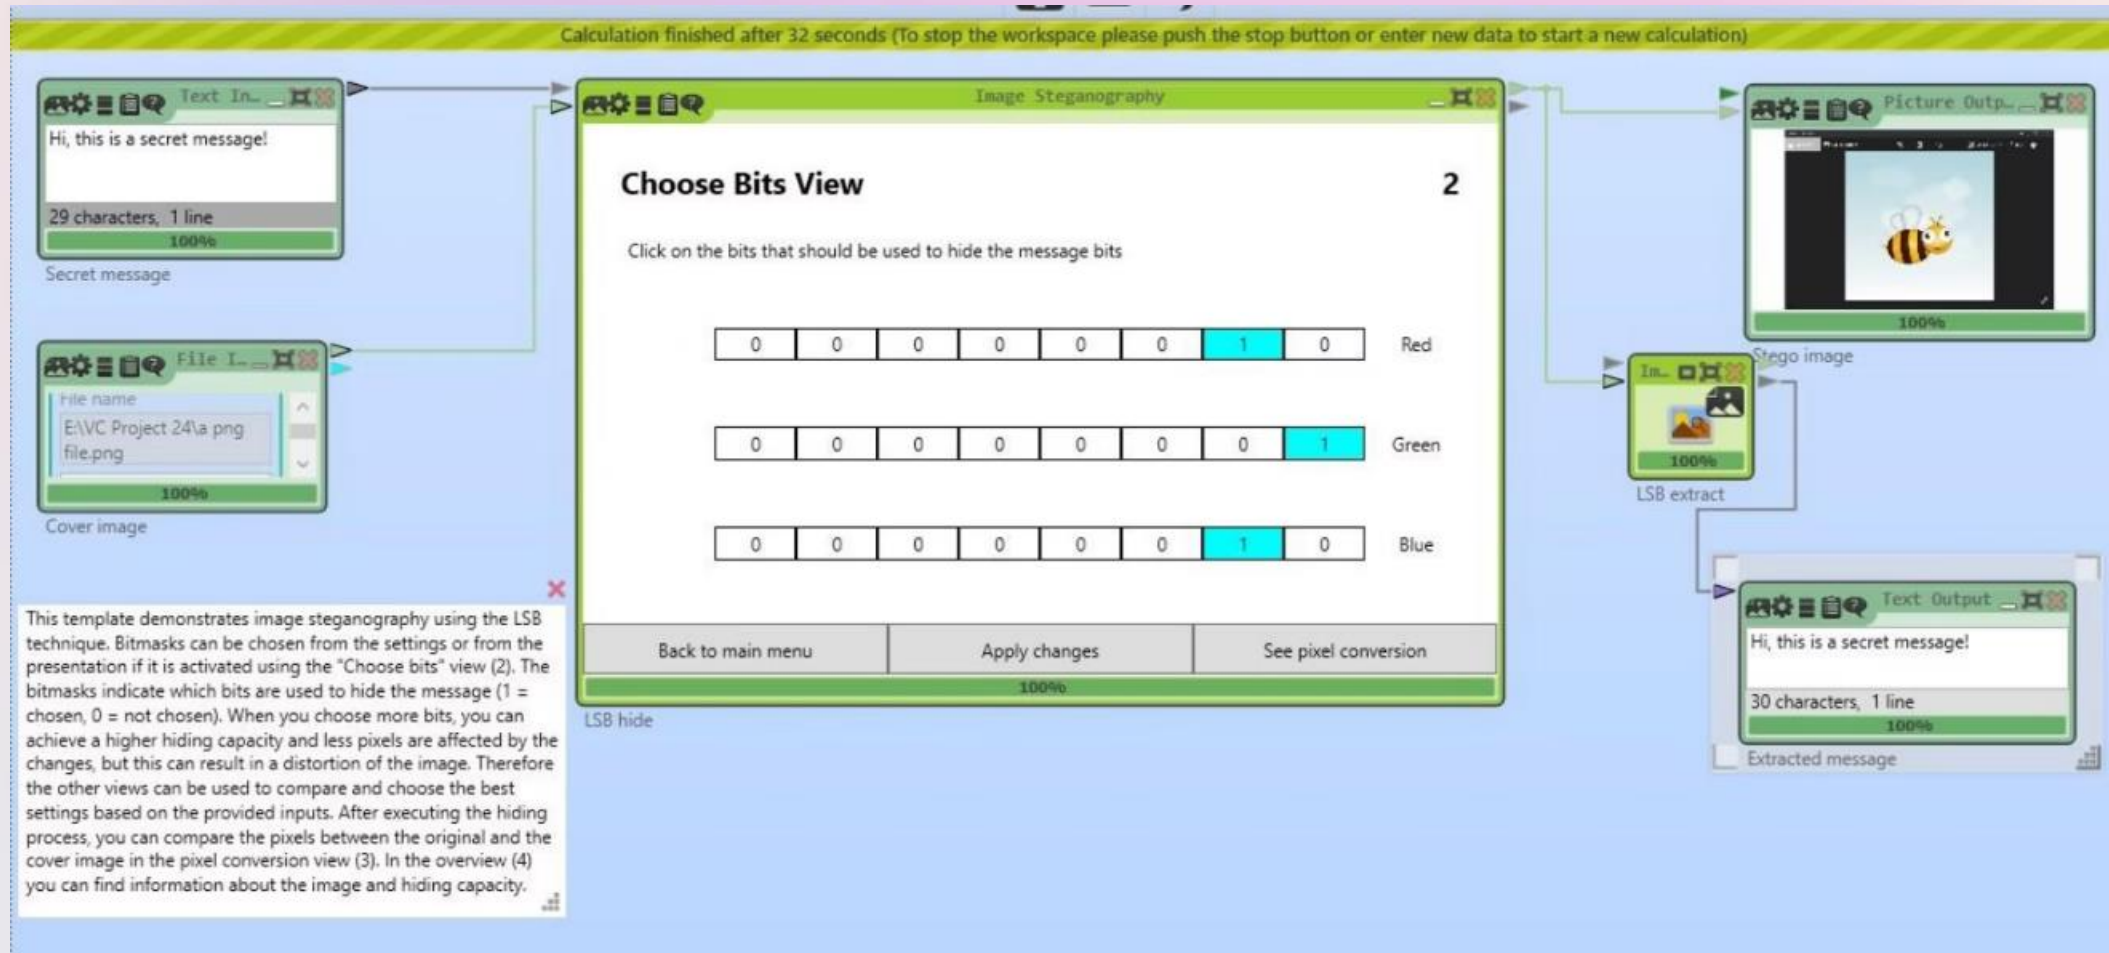 Calculation finished after 32 seconds (To stop the workspace please push the stop button or enter new data to start a new calculation)
Text In...
Hi, this is a secret message!
29 characters, 1 line
100%
Secret message
File I...
File name
E:\VC Project 24\a png
file.png
100%
Cover image
This template demonstrates image steganography using the LSB
technique. Bitmasks can be chosen from the settings or from the
presentation if it is activated using the "Choose bits" view (2). The
bitmasks indicate which bits are used to hide the message (1 =
chosen, 0 = not chosen). When you choose more bits, you can
achieve a higher hiding capacity and less pixels are affected by the
changes, but this can result in a distortion of the image. Therefore
the other views can be used to compare and choose the best
settings based on the provided inputs. After executing the hiding
process, you can compare the pixels between the original and the
cover image in the pixel conversion view (3). In the overview (4)
you can find information about the image and hiding capacity.
Image Steganography
Choose Bits View 2
Click on the bits that should be used to hide the message bits
0 0 0 0 0 0 1 0 Red
0 0 0 0 0 0 0 1 Green
0 0 0 0 0 0 1 0 Blue
Back to main menu Apply changes See pixel conversion
100%
LSB hide
Picture Outp...
100%
Stego image
Im...
100%
LSB extract
Text Output
Hi, this is a secret message!
30 characters, 1 line
100%
Extracted message